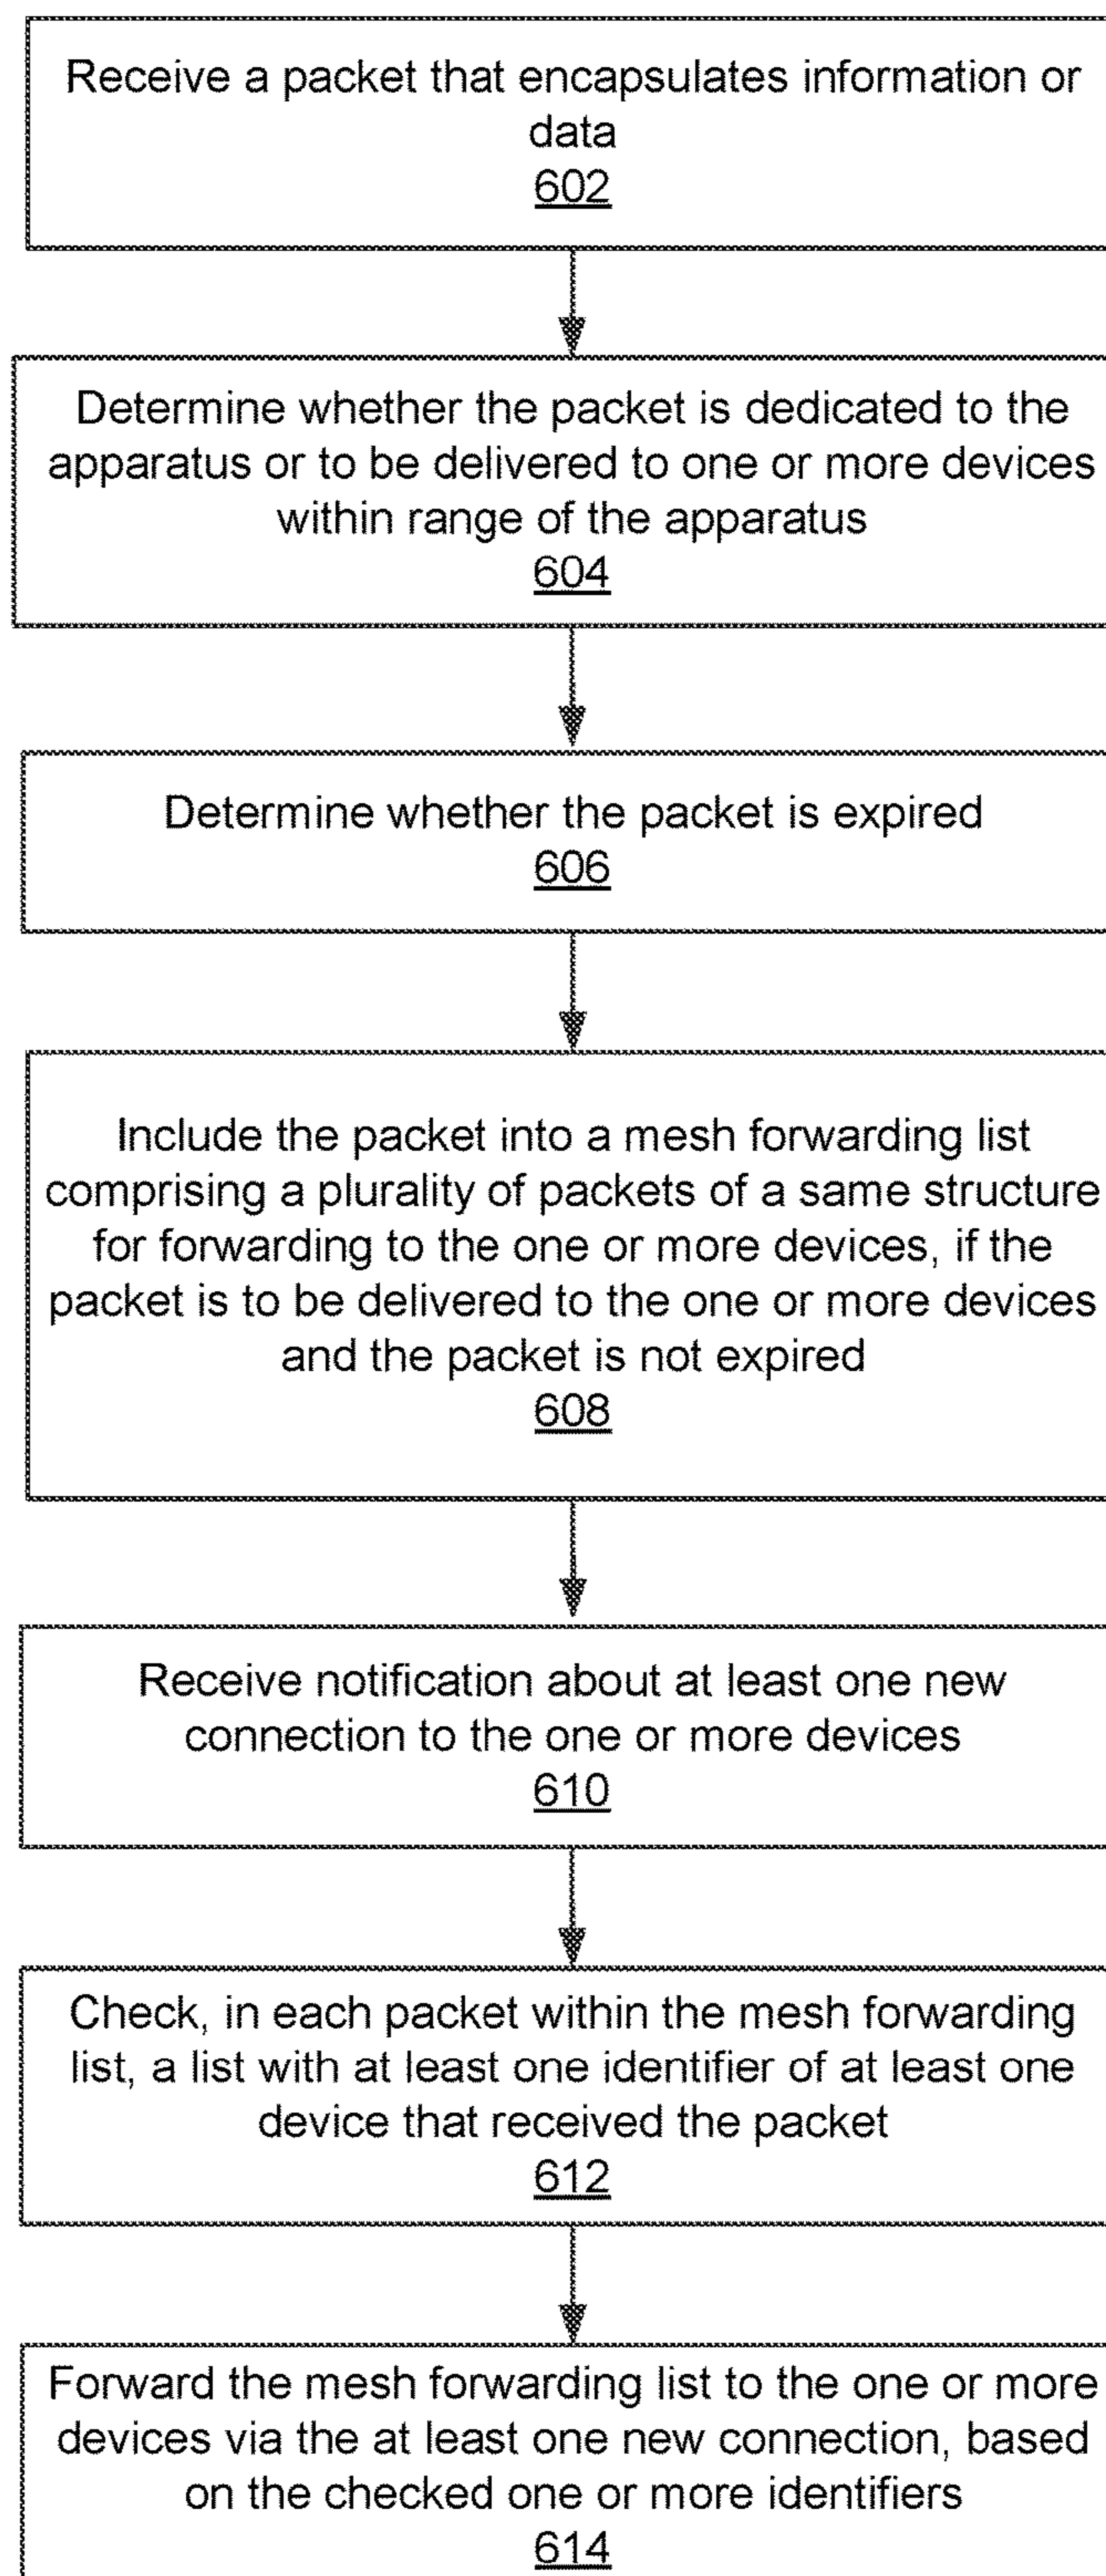 Receive a packet that encapsulates information or
data
602
Determine whether the packet is dedicated to the
apparatus or to be delivered to one or more devices
within range of the apparatus
604
Determine whether the packet is expired
606
Include the packet into a mesh forwarding list
comprising a plurality of packets of a same structure
for forwarding to the one or more devices, if the
packet is to be delivered to the one or more devices
and the packet is not expired
608
Receive notification about at least one new
connection to the one or more devices
610
Check, in each packet within the mesh forwarding
list, a list with at least one identifier of at least one
device that received the packet
612
Forward the mesh forwarding list to the one or more
devices via the at least one new connection, based
on the checked one or more identifiers
614